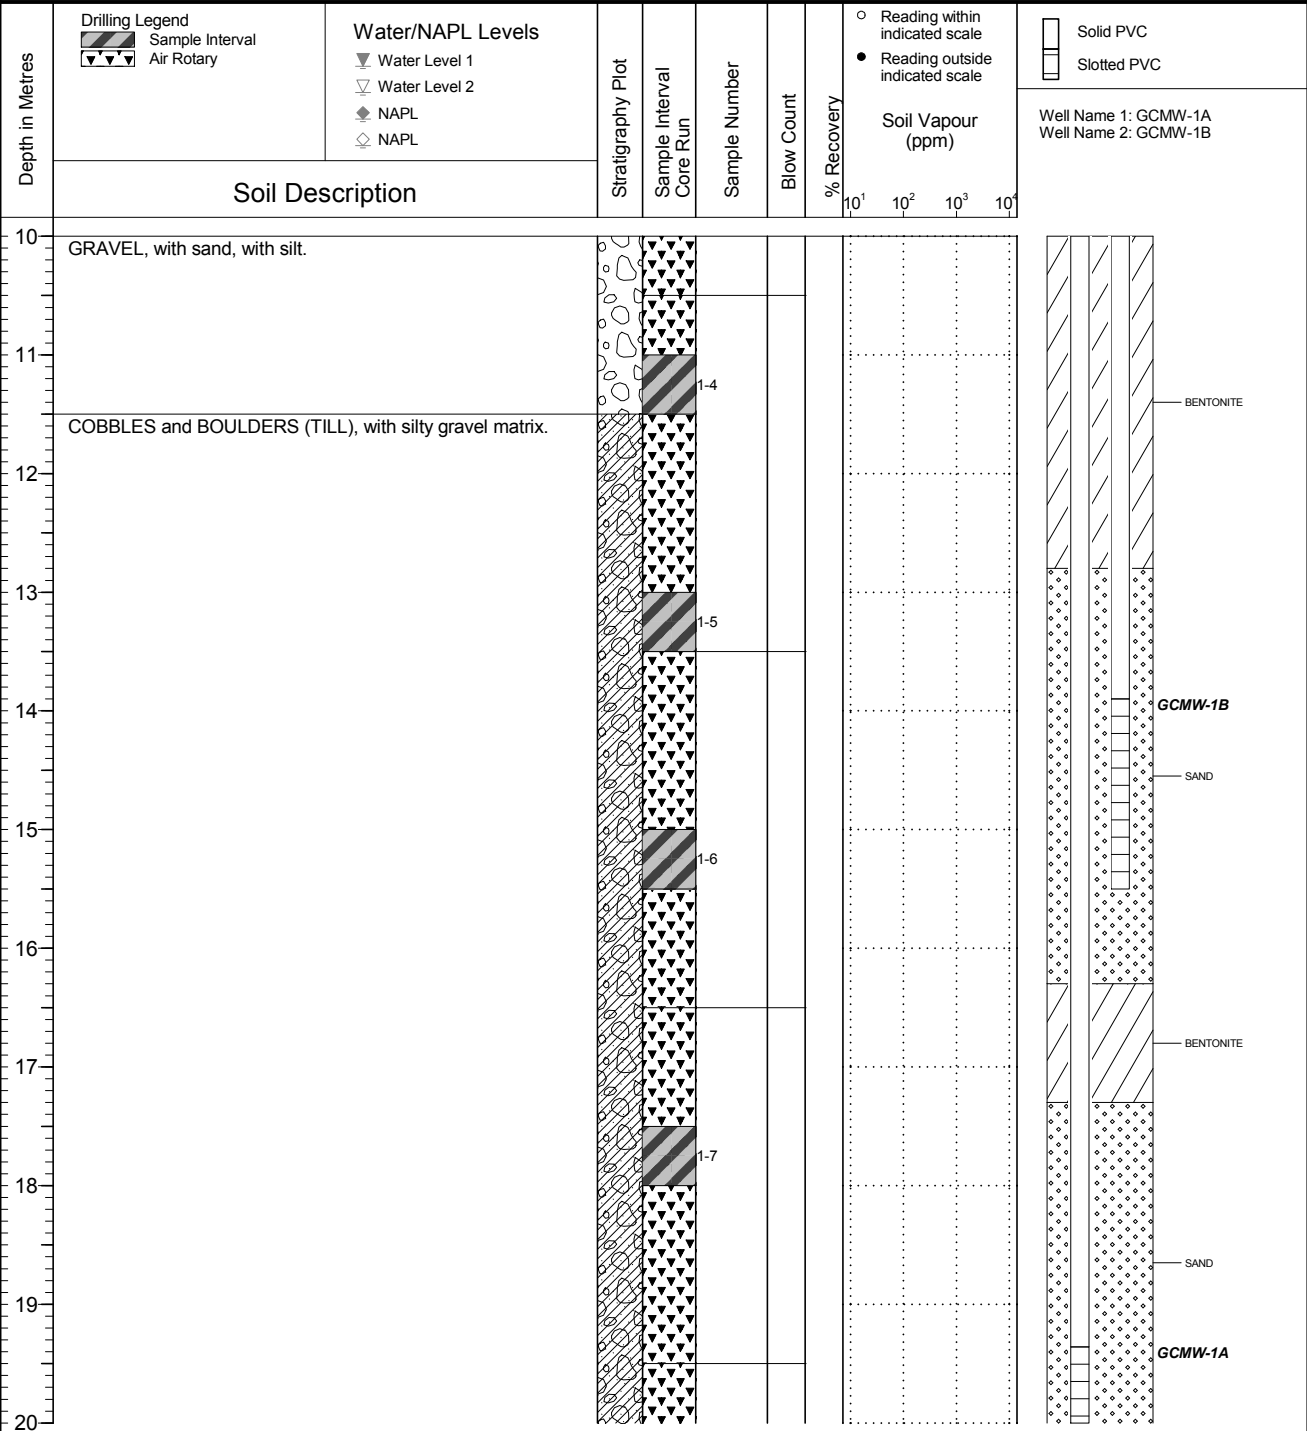 Depth in Metres
Drilling Legend
Sample Interval
Air Rotary
Water/NAPL Levels
Water Level 1
Water Level 2
NAPL
NAPL
Soil Description
Stratigraphy Plot
Sample Interval
Core Run
Sample Number
Blow Count
% Recovery
Reading within
indicated scale
Reading outside
indicated scale
Soil Vapour
(ppm)
10¹ 10² 10³ 10⁴
Solid PVC
Slotted PVC
Well Name 1: GCMW-1A
Well Name 2: GCMW-1B
10
GRAVEL, with sand, with silt.
11
1-4
BENTONITE
COBBLES and BOULDERS (TILL), with silty gravel matrix.
12
13
1-5
14
GCMW-1B
SAND
15
1-6
16
BENTONITE
17
1-7
18
SAND
19
GCMW-1A
20